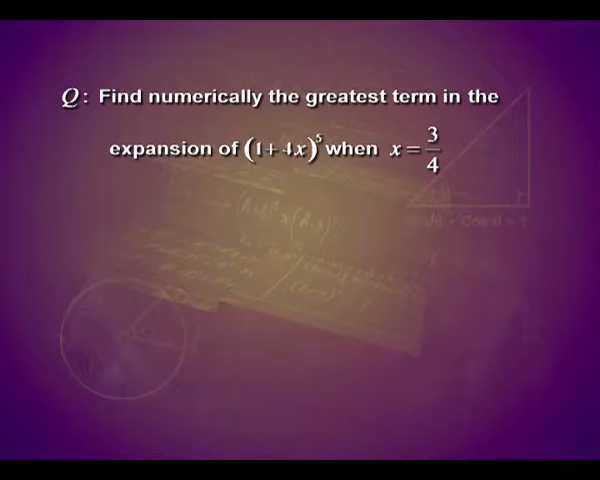 Q: Find numerically the greatest term in the
expansion of (1+4x)^5 when x = 3/4